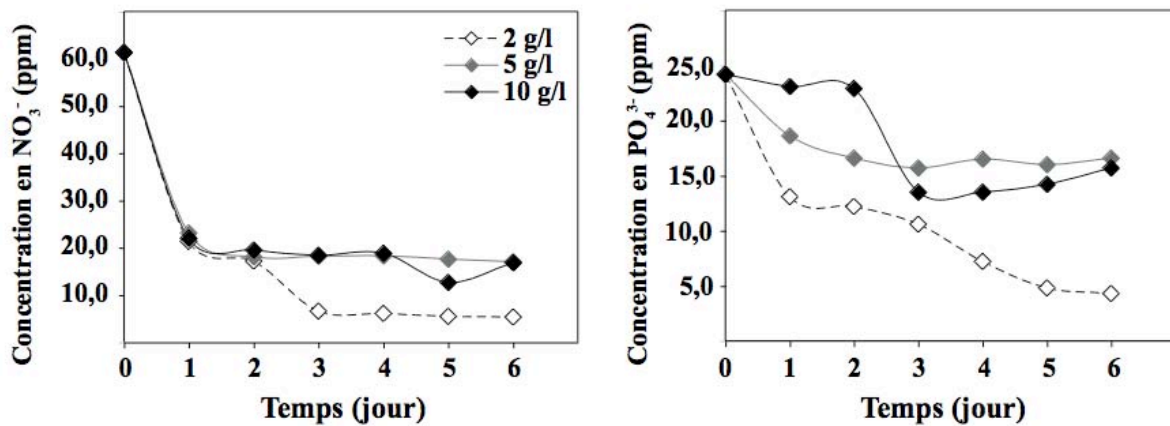 Concentration en NO₃⁻ (ppm)
60,0
50,0
40,0
30,0
20,0
10,0
2 g/l
5 g/l
10 g/l
0 1 2 3 4 5 6
Temps (jour)
Concentration en PO₄³⁻ (ppm)
25,0
20,0
15,0
10,0
5,0
0 1 2 3 4 5 6
Temps (jour)